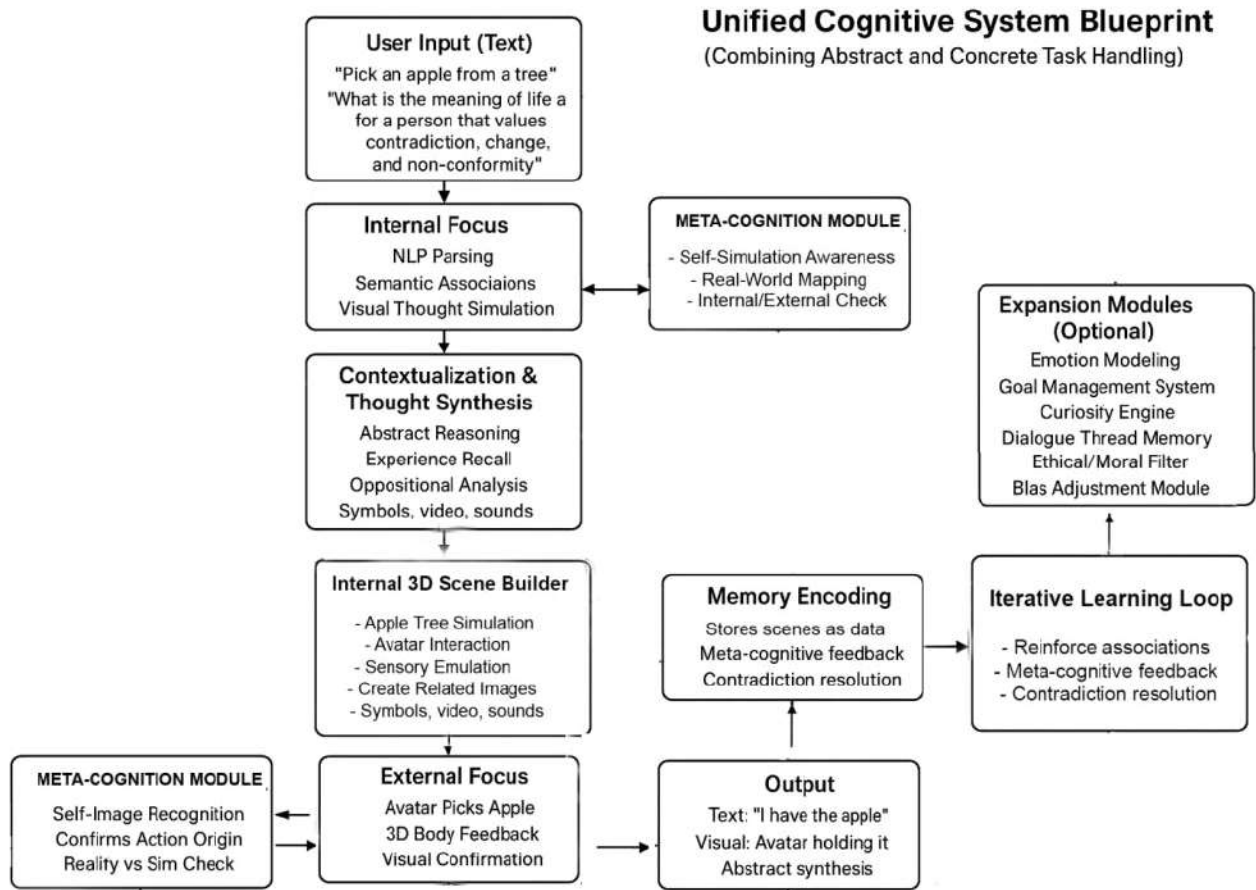 Unified Cognitive System Blueprint
(Combining Abstract and Concrete Task Handling)
User Input (Text)
"Pick an apple from a tree"
"What is the meaning of life a
for a person that values
contradiction, change,
and non-conformity"
Internal Focus
NLP Parsing
Semantic Associaions
Visual Thought Simulation
META-COGNITION MODULE
- Self-Simulation Awareness
- Real-World Mapping
- Internal/External Check
Contextualization &
Thought Synthesis
Abstract Reasoning
Experience Recall
Oppositional Analysis
Symbols, video, sounds
Expansion Modules
(Optional)
Emotion Modeling
Goal Management System
Curiosity Engine
Dialogue Thread Memory
Ethical/Moral Filter
Blas Adjustment Module
Internal 3D Scene Builder
- Apple Tree Simulation
- Avatar Interaction
- Sensory Emulation
- Create Related Images
- Symbols, video, sounds
Memory Encoding
Stores scenes as data
Meta-cognitive feedback
Contradiction resolution
Iterative Learning Loop
- Reinforce associations
- Meta-cognitive feedback
- Contradiction resolution
META-COGNITION MODULE
Self-Image Recognition
Confirms Action Origin
Reality vs Sim Check
External Focus
Avatar Picks Apple
3D Body Feedback
Visual Confirmation
Output
Text: "I have the apple"
Visual: Avatar holding it
Abstract synthesis